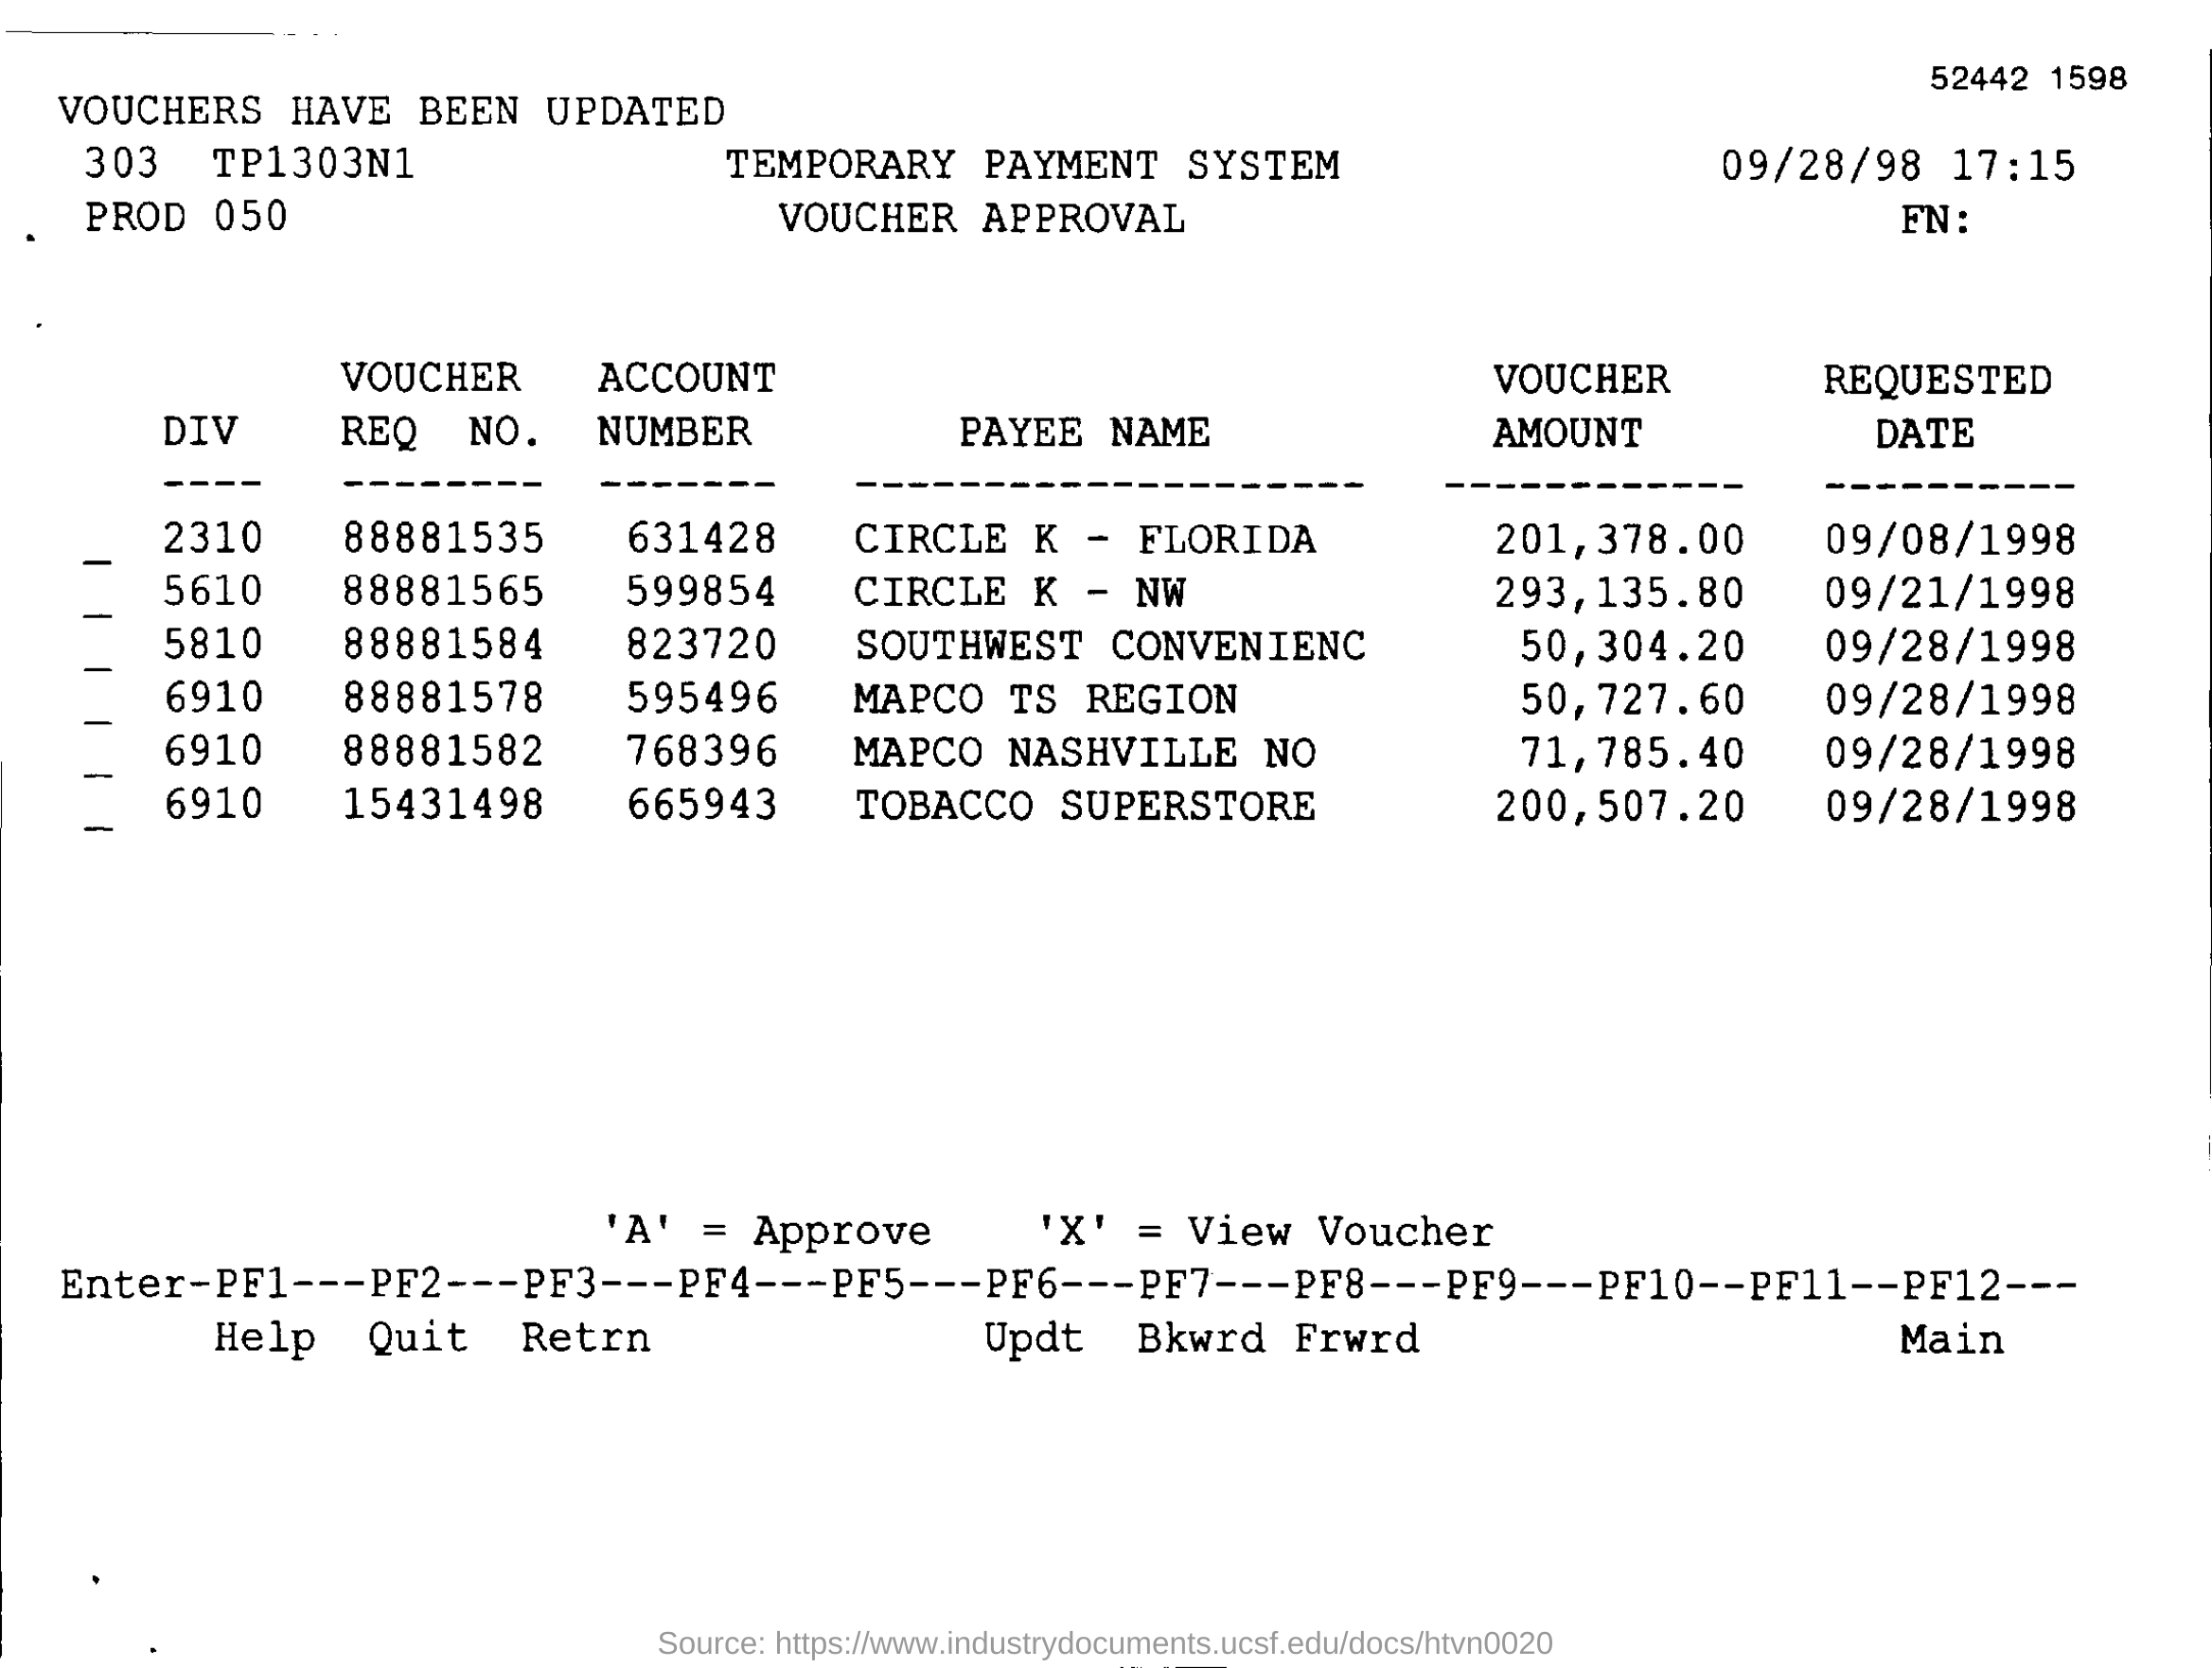 52442 1598
VOUCHERS HAVE BEEN UPDATED
303 TP1303N1 TEMPORARY PAYMENT SYSTEM 09/28/98 17:15
PROD 050 VOUCHER APPROVAL FN:
VOUCHER ACCOUNT VOUCHER REQUESTED
DIV REQ NO. NUMBER PAYEE NAME AMOUNT DATE
---- -------- ------- -------------------- ------------ ----------
_ 2310 88881535 631428 CIRCLE K - FLORIDA 201,378.00 09/08/1998
_ 5610 88881565 599854 CIRCLE K - NW 293,135.80 09/21/1998
_ 5810 88881584 823720 SOUTHWEST CONVENIENC 50,304.20 09/28/1998
_ 6910 88881578 595496 MAPCO TS REGION 50,727.60 09/28/1998
_ 6910 88881582 768396 MAPCO NASHVILLE NO 71,785.40 09/28/1998
_ 6910 15431498 665943 TOBACCO SUPERSTORE 200,507.20 09/28/1998
'A' = Approve 'X' = View Voucher
Enter-PF1---PF2---PF3---PF4---PF5---PF6---PF7---PF8---PF9---PF10--PF11--PF12---
Help Quit Retrn Updt Bkwrd Frwrd Main
Source: https://www.industrydocuments.ucsf.edu/docs/htvn0020